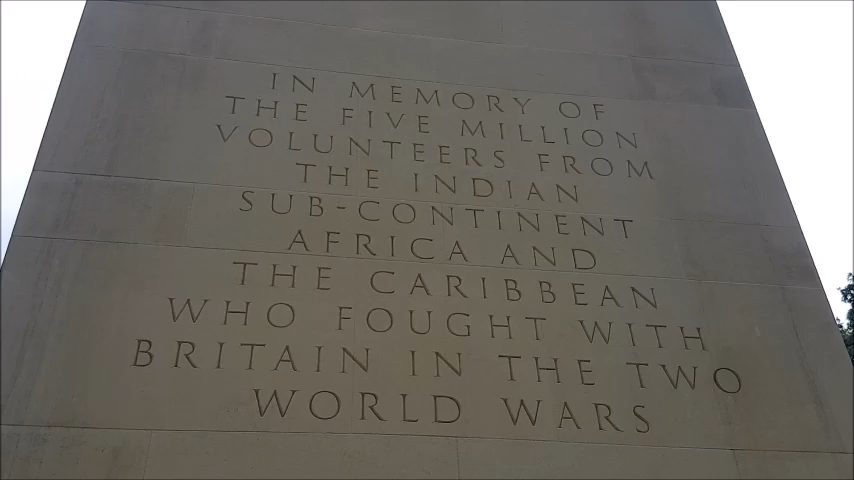 IN MEMORY OF
THE FIVE MILLION
VOLUNTEERS FROM
THE INDIAN
SUB-CONTINENT
AFRICA AND
THE CARIBBEAN
WHO FOUGHT WITH
BRITAIN IN THE TWO
WORLD WARS